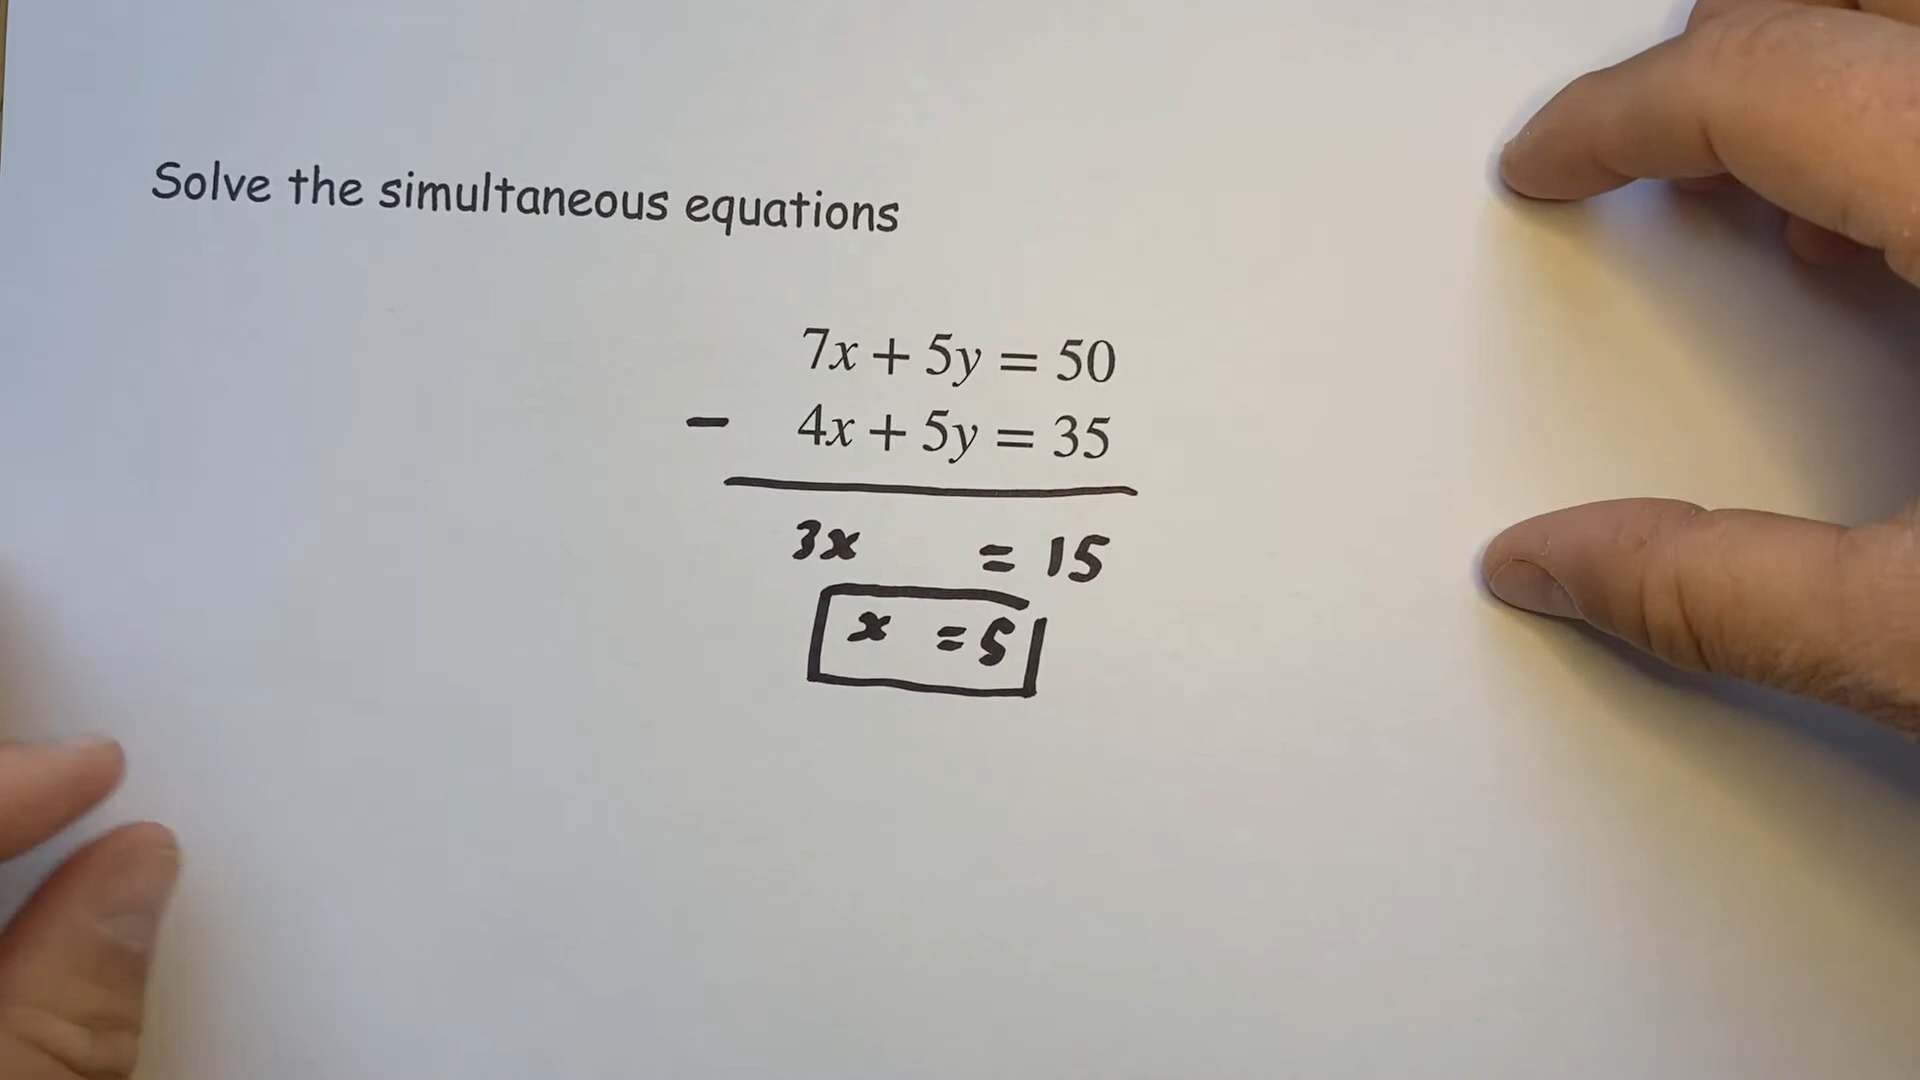 Solve the simultaneous equations
7x + 5y = 50
− 4x + 5y = 35
3x = 15
x = 5